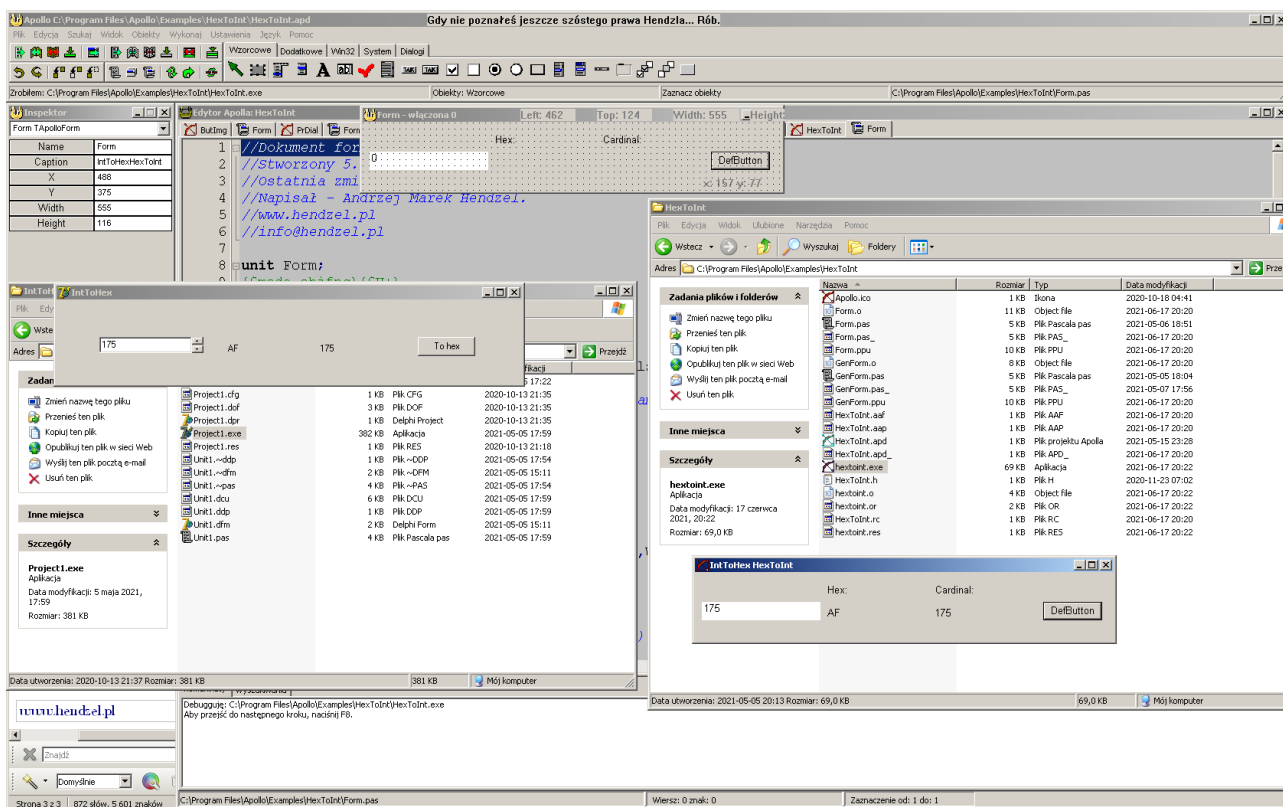 Apollo C:\Program Files\Apollo\Examples\HexToInt\HexToInt.apd
Gdy nie poznałeś jeszcze szóstego prawa Hendzla... Rób.
Plik Edycja Szukaj Widok Obiekty Wykonaj Ustawienia Język Pomoc
Wzorcowe Dodatkowe Win32 System Dialogi
Zrobiłem: C:\Program Files\Apollo\Examples\HexToInt\HexToInt.exe
Obiekty: Wzorcowe
Zaznacz obiekty
C:\Program Files\Apollo\Examples\HexToInt\Form.pas
Inspektor
Form TApolloForm
Name Form
Caption IntToHexHexToInt
X 488
Y 375
Width 555
Height 116
Edytor Apolla: HexToInt
ButImg Form PrDial Form
HexToInt Form
1 //Dokument for
2 //Stworzony 5.
3 //Ostatnia zmi
4 //Napisał - Andrzej Marek Hendzel.
5 //www.hendzel.pl
6 //info@hendzel.pl
7
8 unit Form;
Form - włączona 0 Left: 462 Top: 124 Width: 555 Height:
Hex: Cardinal:
0
DefButton
x: 157 y: 77
IntToHex
175 AF 175 To hex
Plik Edy
Wste
Adres
Przejdź
Zadan
Zmień nazwę tego pliku
Przenieś ten plik
Kopiuj ten plik
Opublikuj ten plik w sieci Web
Wyślij ten plik pocztą e-mail
Usuń ten plik
Inne miejsca
Szczegóły
Project1.exe
Aplikacja
Data modyfikacji: 5 maja 2021,
17:59
Rozmiar: 381 KB
Project1.cfg 1 KB Plik CFG 2020-10-13 21:35
Project1.dof 3 KB Plik DOF 2020-10-13 21:35
Project1.dpr 1 KB Delphi Project 2020-10-13 21:35
Project1.exe 382 KB Aplikacja 2021-05-05 17:59
Project1.res 1 KB Plik RES 2020-10-13 21:18
Unit1.~ddp 1 KB Plik ~DDP 2021-05-05 17:54
Unit1.~dfm 2 KB Plik ~DFM 2021-05-05 15:11
Unit1.~pas 4 KB Plik ~PAS 2021-05-05 17:54
Unit1.dcu 6 KB Plik DCU 2021-05-05 17:59
Unit1.ddp 1 KB Plik DDP 2021-05-05 17:59
Unit1.dfm 2 KB Delphi Form 2021-05-05 15:11
Unit1.pas 4 KB Plik Pascala pas 2021-05-05 17:59
Data utworzenia: 2020-10-13 21:37 Rozmiar: 381 KB
381 KB
Mój komputer
HexToInt
Plik Edycja Widok Ulubione Narzędzia Pomoc
Wstecz Wyszukaj Foldery
Adres C:\Program Files\Apollo\Examples\HexToInt
Prze
Zadania plików i folderów
Zmień nazwę tego pliku
Przenieś ten plik
Kopiuj ten plik
Opublikuj ten plik w sieci Web
Wyślij ten plik pocztą e-mail
Usuń ten plik
Inne miejsca
Szczegóły
hextoint.exe
Aplikacja
Data modyfikacji: 17 czerwca
2021, 20:22
Rozmiar: 69,0 KB
Nazwa Rozmiar Typ Data modyfikacji
Apollo.ico 1 KB Ikona 2020-10-18 04:41
Form.o 11 KB Object file 2021-06-17 20:20
Form.pas 5 KB Plik Pascala pas 2021-05-06 18:51
Form.pas_ 5 KB Plik PAS_ 2021-06-17 20:20
Form.ppu 10 KB Plik PPU 2021-06-17 20:20
GenForm.o 8 KB Object file 2021-06-17 20:20
GenForm.pas 5 KB Plik Pascala pas 2021-05-05 18:04
GenForm.pas_ 5 KB Plik PAS_ 2021-05-07 17:56
GenForm.ppu 10 KB Plik PPU 2021-06-17 20:20
HexToInt.aaf 1 KB Plik AAF 2021-06-17 20:20
HexToInt.aap 1 KB Plik AAP 2021-06-17 20:20
HexToInt.apd 1 KB Plik projektu Apolla 2021-05-15 23:28
HexToInt.apd_ 1 KB Plik APD_ 2021-06-17 20:20
hextoint.exe 69 KB Aplikacja 2021-06-17 20:22
HexToInt.h 1 KB Plik H 2020-11-23 07:02
hextoint.o 4 KB Object file 2021-06-17 20:22
hextoint.or 2 KB Plik OR 2021-06-17 20:22
HexToInt.rc 1 KB Plik RC 2021-06-17 20:20
hextoint.res 1 KB Plik RES 2021-06-17 20:22
IntToHex HexToInt
Hex: Cardinal:
175 AF 175 DefButton
Data utworzenia: 2021-05-05 20:13 Rozmiar: 69,0 KB
69,0 KB
Mój komputer
www.hendzel.pl
Znajdź
Domyślnie
Strona 3 z 3 872 słów, 5 601 znaków
Debugguję: C:\Program Files\Apollo\Examples\HexToInt\HexToInt.exe
Aby przejść do następnego kroku, naciśnij F8.
C:\Program Files\Apollo\Examples\HexToInt\Form.pas
Wiersz: 0 znak: 0
Zaznaczenie od: 1 do: 1